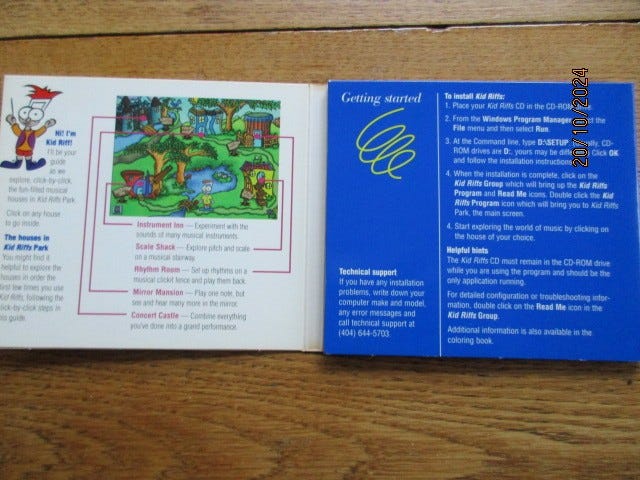 Hi! I'm
Kid Riff!
I'll be your
guide
as we
explore, click-by-click,
the fun-filled musical
houses in Kid Riffs Park.
Click on any house
to go inside.
The houses in
Kid Riffs Park
You might find it
helpful to explore the
houses in order the
first few times you use
Kid Riffs, following the
click-by-click steps in
this guide.
Instrument Inn — Experiment with the
sounds of many musical instruments.
Scale Shack — Explore pitch and scale
on a musical stairway.
Rhythm Room — Set up rhythms on a
musical clickit fence and play them back.
Mirror Mansion — Play one note, but
see and hear many more in the mirror.
Concert Castle — Combine everything
you've done into a grand performance.
Getting started
Technical support
If you have any installation
problems, write down your
computer make and model,
any error messages and
call technical support at
(404) 644-5703.
To install Kid Riffs:
1. Place your Kid Riffs CD in the CD-ROM
2. From the Windows Program Manager, the
File menu and then select Run.
3. At the Command line, type D:\SETUP. CD-
ROM drives are D:, yours may be different. Click OK
and follow the installation instructions.
4. When the installation is complete, click on the
Kid Riffs Group which will bring up the Kid Riffs
Program and Read Me icons. Double click the Kid
Riffs Program icon which will bring you to Kid Riffs
Park, the main screen.
4. Start exploring the world of music by clicking on
the house of your choice.
Helpful hints
The Kid Riffs CD must remain in the CD-ROM drive
while you are using the program and should be the
only application running.
For detailed configuration or troubleshooting infor-
mation, double click on the Read Me icon in the
Kid Riffs Group.
Additional information is also available in the
coloring book.
20/10/2024